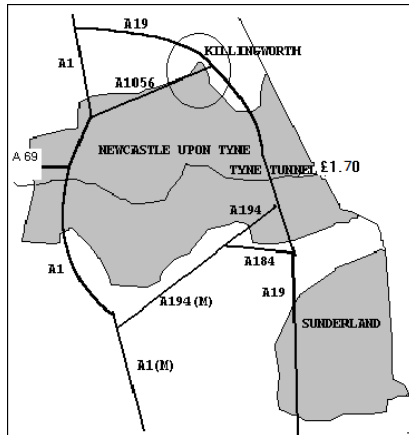 A19
KILLINGWORTH
A1
A1056
NEWCASTLE UPON TYNE
A 69
TYNE TUNNEL £1.70
A194
A1
A184
A194(M)
A19
SUNDERLAND
A1(M)